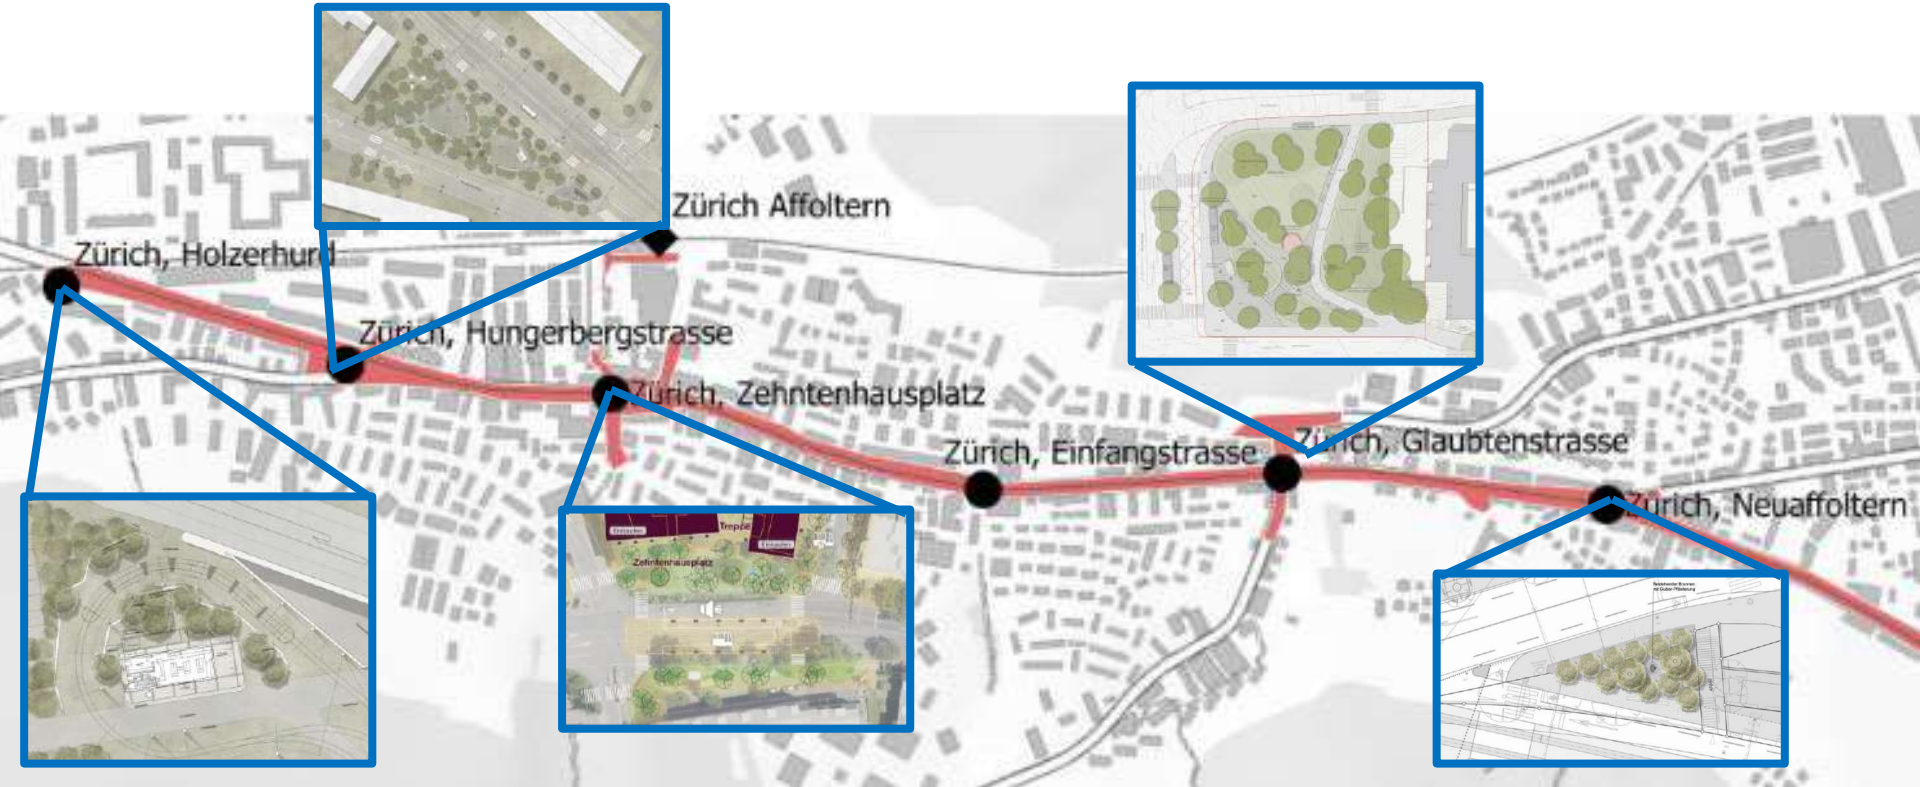 Zürich Affoltern
Zürich, Holzerhurd
Zürich, Hungerbergstrasse
Zürich, Zehntenhausplatz
Zürich, Einfangstrasse
Zürich, Glaubtenstrasse
Zürich, Neuaffoltern
Treppe
Zehntenhausplatz